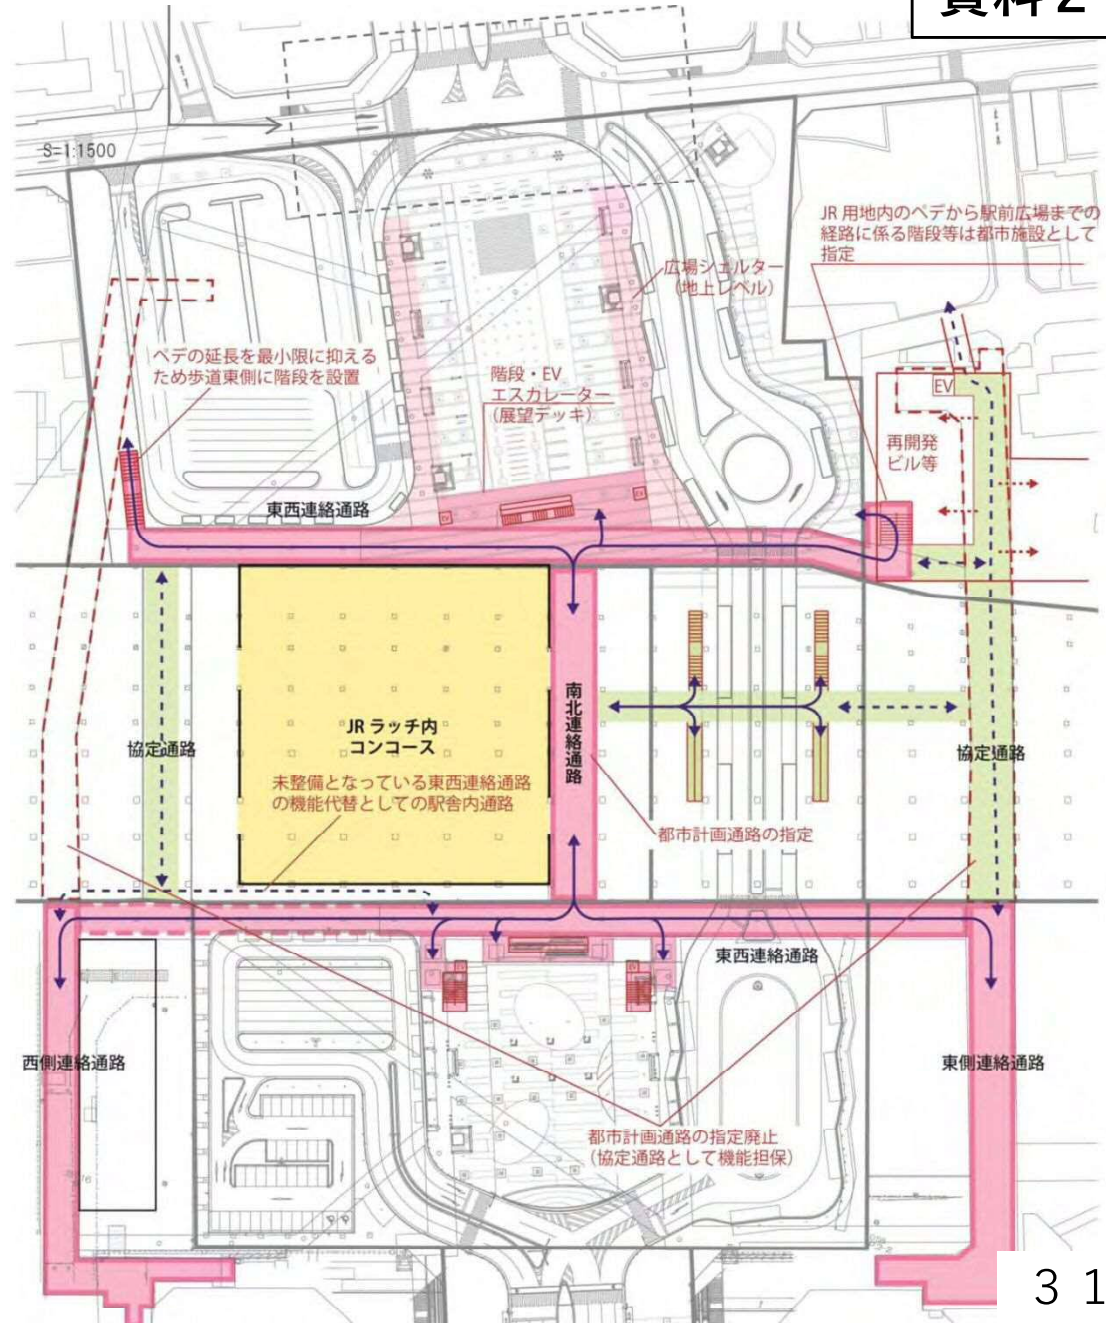 資料2
S=1:1500
JR 用地内のペデから駅前広場までの
経路に係る階段等は都市施設として
指定
広場シェルター
(地上レベル)
ペデの延長を最小限に抑える
ため歩道東側に階段を設置
階段・EV
エスカレーター
(展望デッキ)
EV
再開発
ビル等
東西連絡通路
EV
EV
南北連絡通路
JR ラッチ内
コンコース
協定通路
協定通路
未整備となっている東西連絡通路
の機能代替としての駅舎内通路
都市計画通路の指定
東西連絡通路
西側連絡通路
東側連絡通路
都市計画通路の指定廃止
(協定通路として機能担保)
31